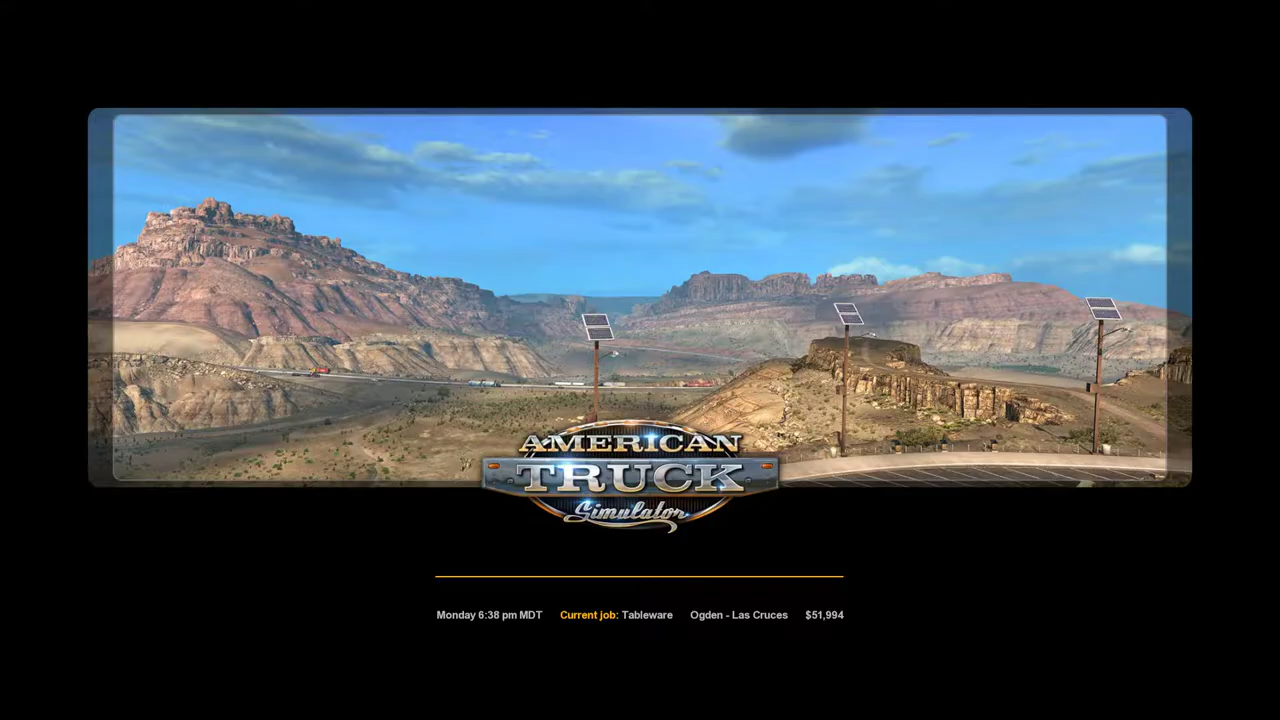 AMERICAN
TRUCK
Simulator
Monday 6:38 pm MDT Current job: Tableware Ogden - Las Cruces $51,994